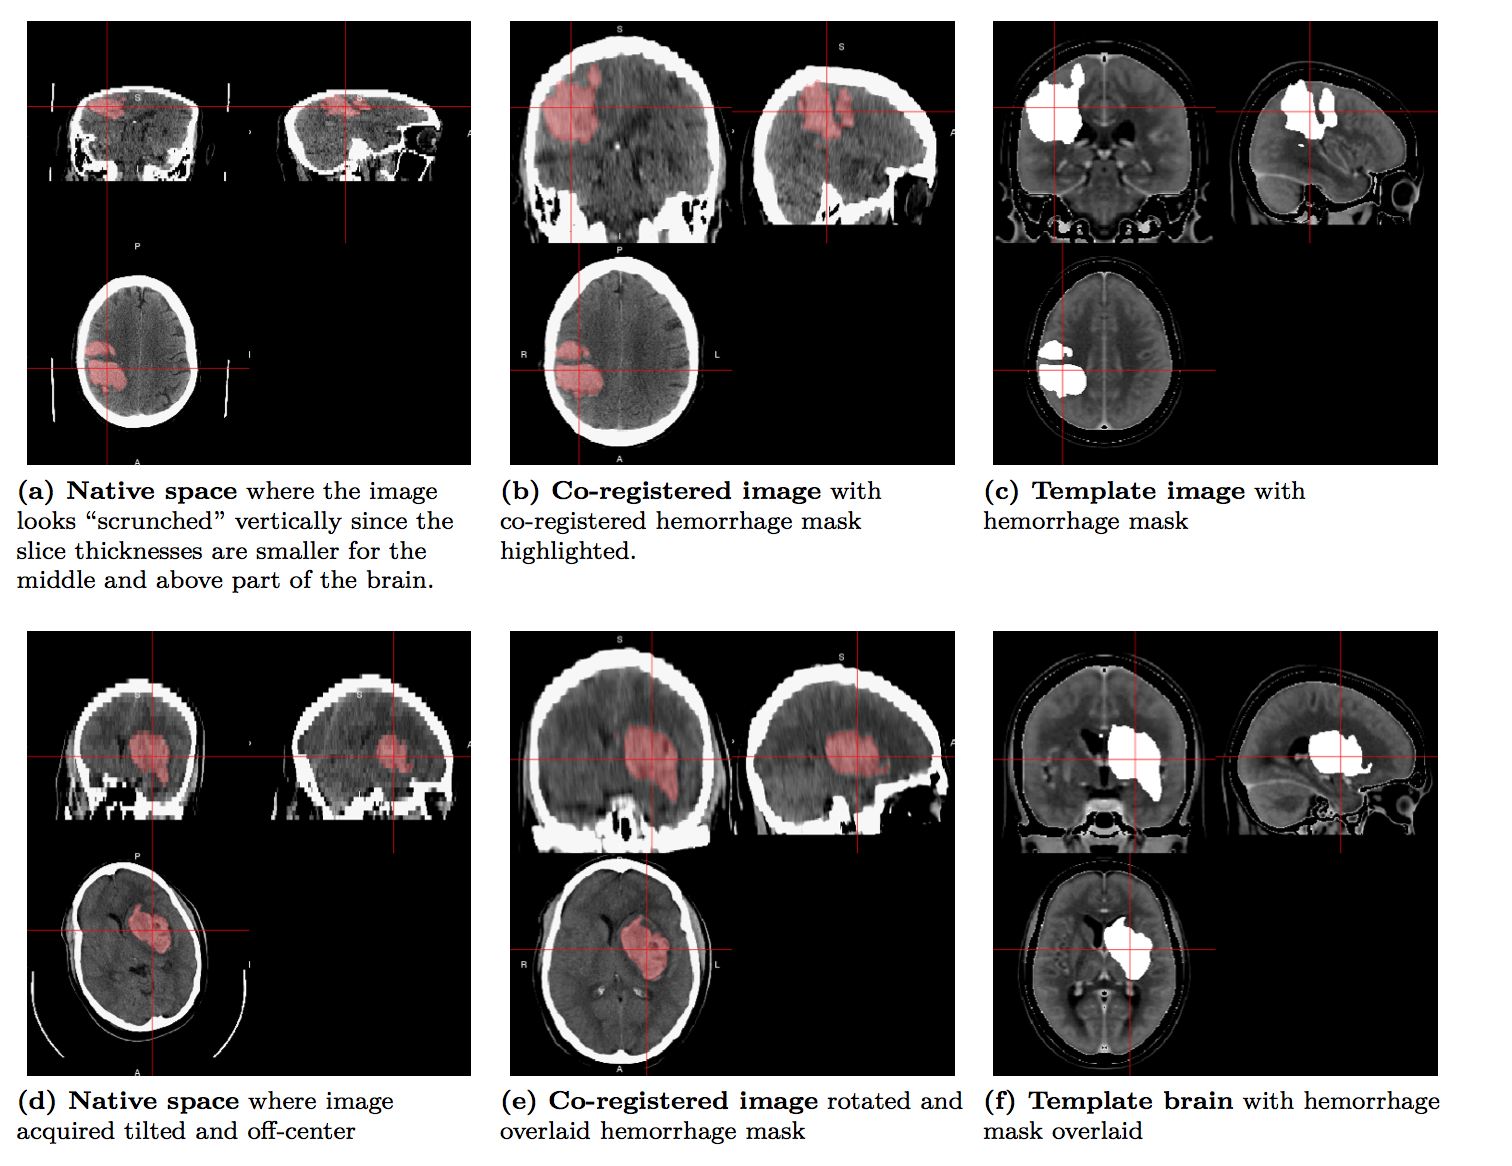 S
S
P
A
S
S
A
I
P
R
L
A
(a) Native space where the image
looks “scrunched” vertically since the
slice thicknesses are smaller for the
middle and above part of the brain.
(b) Co-registered image with
co-registered hemorrhage mask
highlighted.
(c) Template image with
hemorrhage mask
S
S
P
A
S
S
A
R
L
A
(d) Native space where image
acquired tilted and off-center
(e) Co-registered image rotated and
overlaid hemorrhage mask
(f) Template brain with hemorrhage
mask overlaid